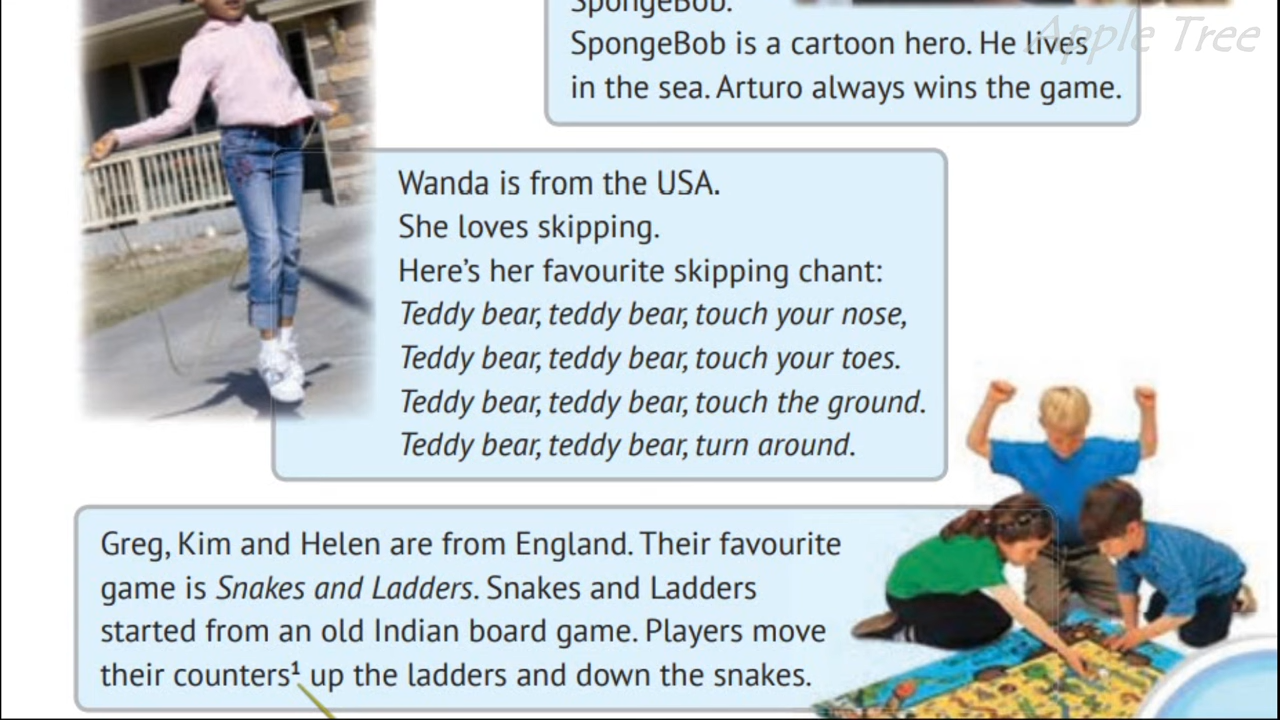 SpongeBob.
SpongeBob is a cartoon hero. He lives
in the sea. Arturo always wins the game.
Apple Tree
Wanda is from the USA.
She loves skipping.
Here's her favourite skipping chant:
Teddy bear, teddy bear, touch your nose,
Teddy bear, teddy bear, touch your toes.
Teddy bear, teddy bear, touch the ground.
Teddy bear, teddy bear, turn around.
Greg, Kim and Helen are from England. Their favourite
game is Snakes and Ladders. Snakes and Ladders
started from an old Indian board game. Players move
their counters¹ up the ladders and down the snakes.